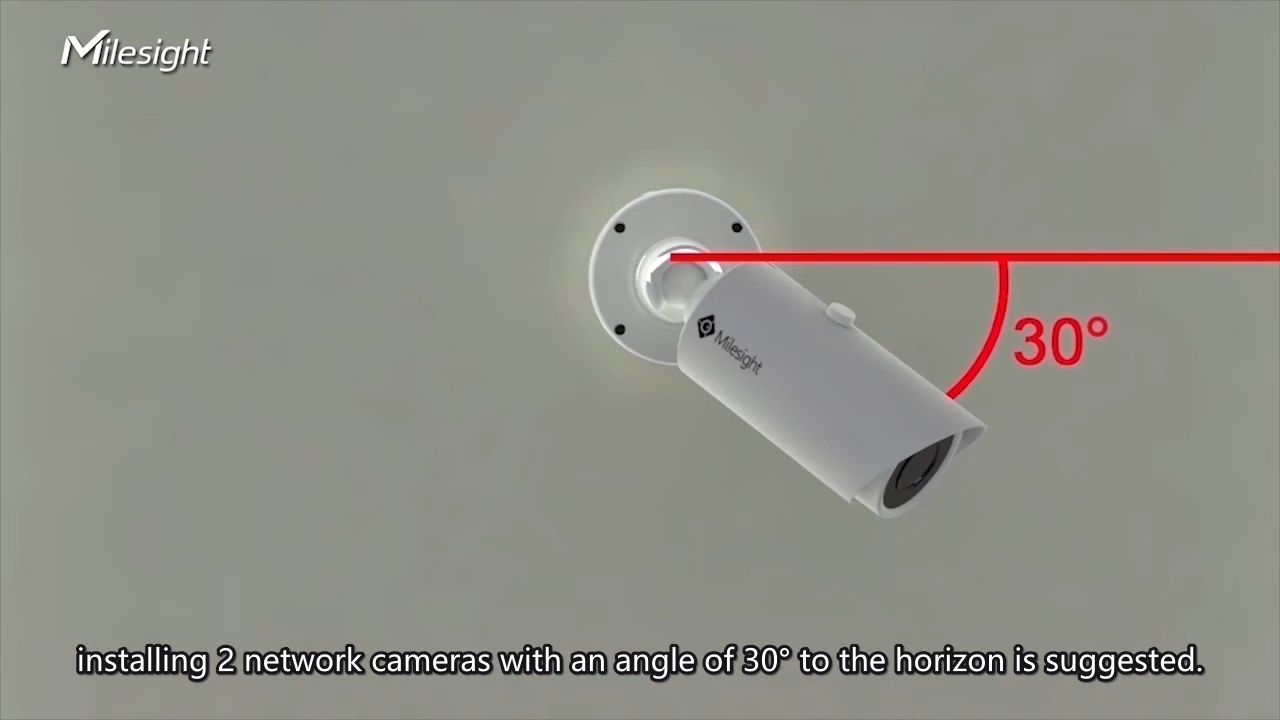 Milesight
30°
Milesight
installing 2 network cameras with an angle of 30° to the horizon is suggested.